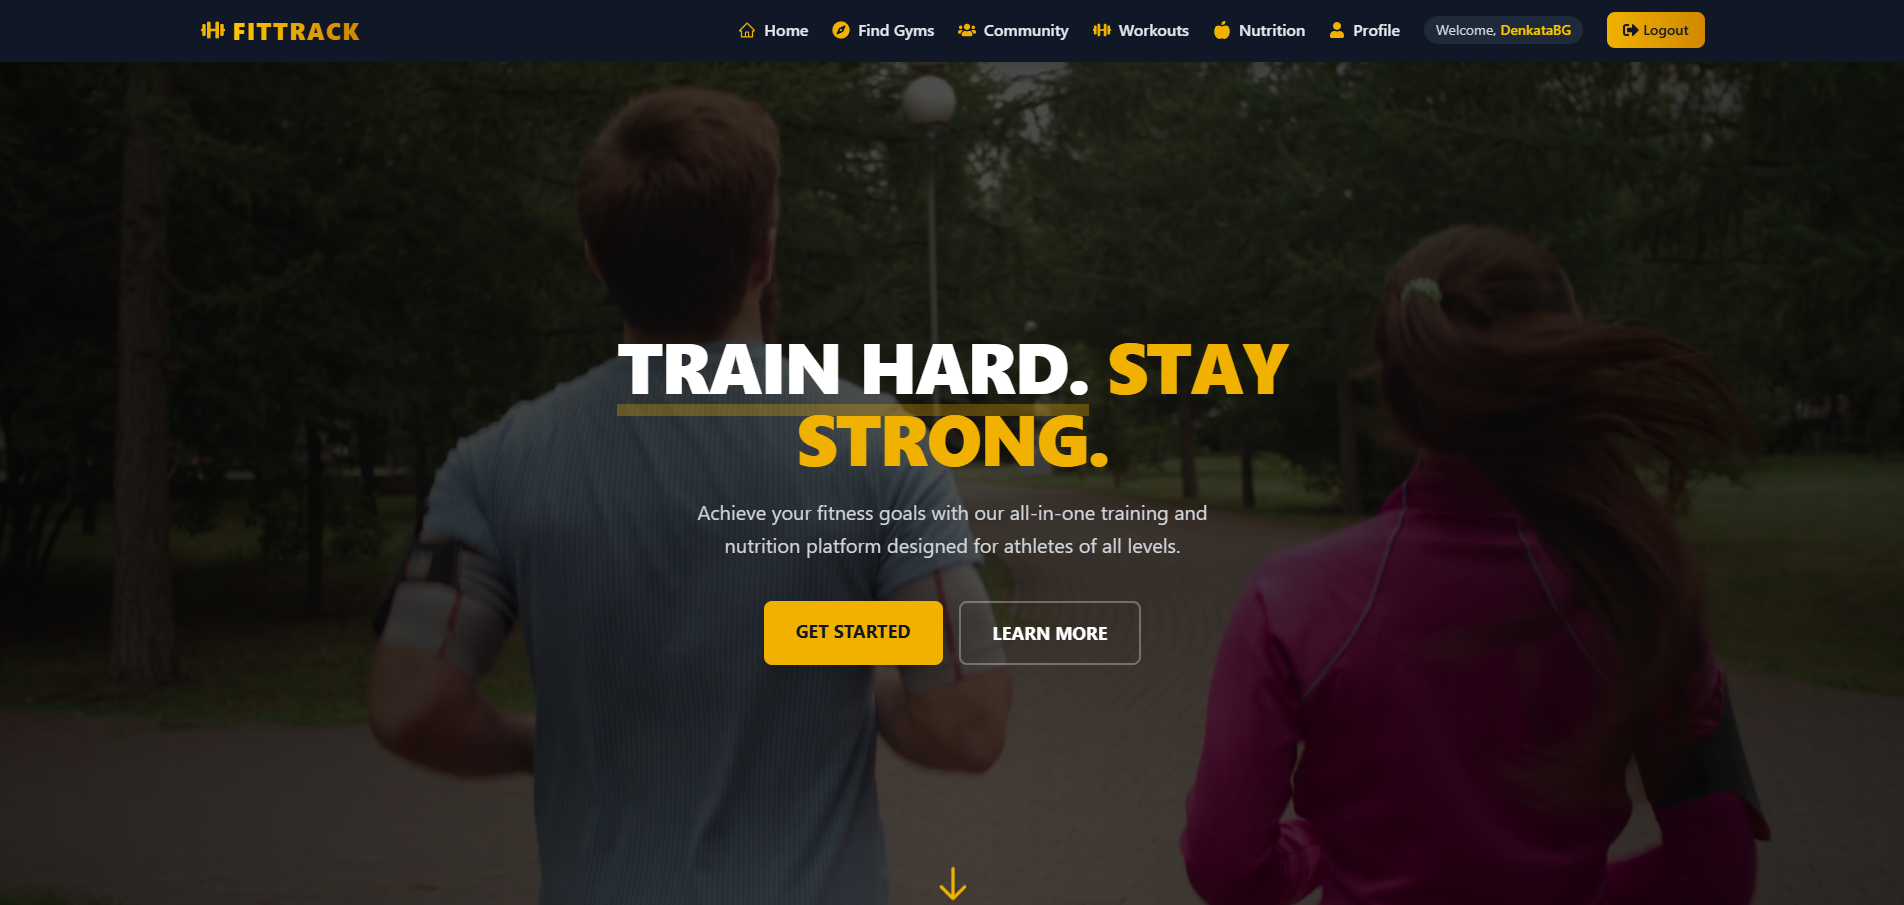 FITTRACK
Home
Find Gyms
Community
Workouts
Nutrition
Profile
Welcome, DenkataBG
Logout
TRAIN HARD. STAY
STRONG.
Achieve your fitness goals with our all-in-one training and
nutrition platform designed for athletes of all levels.
GET STARTED
LEARN MORE